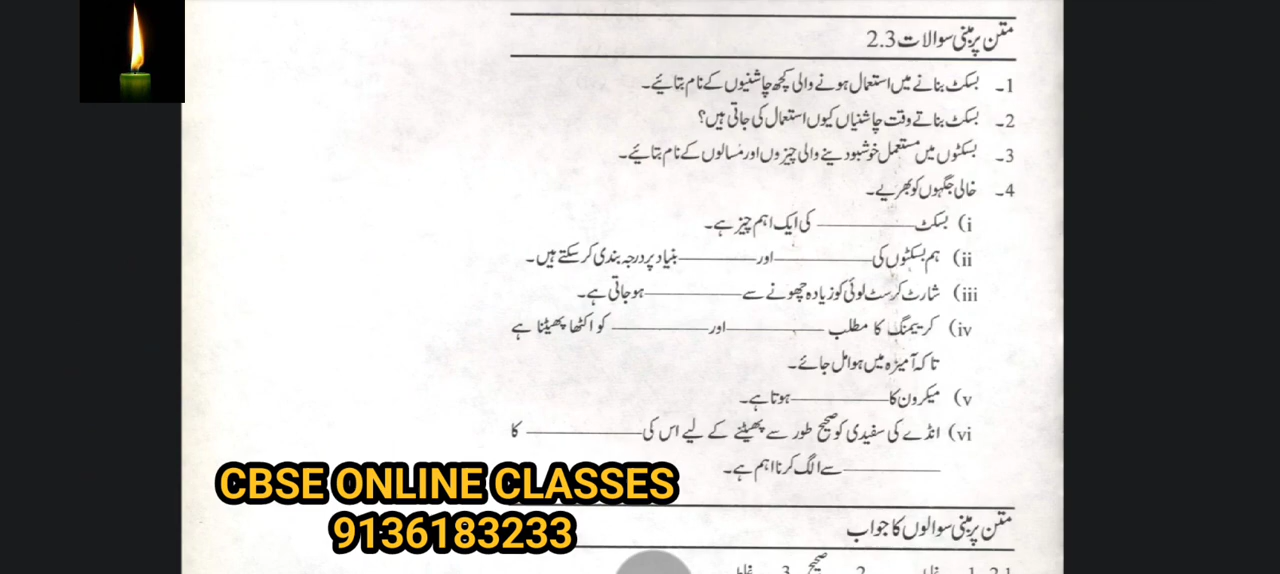 متن پر مبنی سوالات 2.3
1۔ بسکٹ بنانے میں استعمال ہونے والی کچھ چاشنیوں کے نام بتائیے۔
2۔ بسکٹ بناتے وقت چاشنیاں کیوں استعمال کی جاتی ہیں؟
3۔ بسکٹوں میں مستعمل خوشبو دینے والی چیزوں اور مسالوں کے نام بتائیے۔
4۔ خالی جگہوں کو بھریے۔
i) بسکٹ ________ کی ایک اہم چیز ہے۔
ii) ہم بسکٹوں کی ________ اور ________ بنیاد پر درجہ بندی کر سکتے ہیں۔
iii) شارٹ کرسٹ لوئی کو زیادہ چھونے سے ________ ہو جاتی ہے۔
iv) کریمنگ کا مطلب ________ اور ________ کو اکٹھا پھیٹنا ہے
تاکہ آمیزہ میں ہوا مل جائے۔
v) میکرون کا ________ ہوتا ہے۔
vi) انڈے کی سفیدی کو صحیح طور سے پھیٹنے کے لیے اس کی ________ کا
________ سے الگ کرنا اہم ہے۔
CBSE ONLINE CLASSES
9136183233
متن پر مبنی سوالوں کا جواب